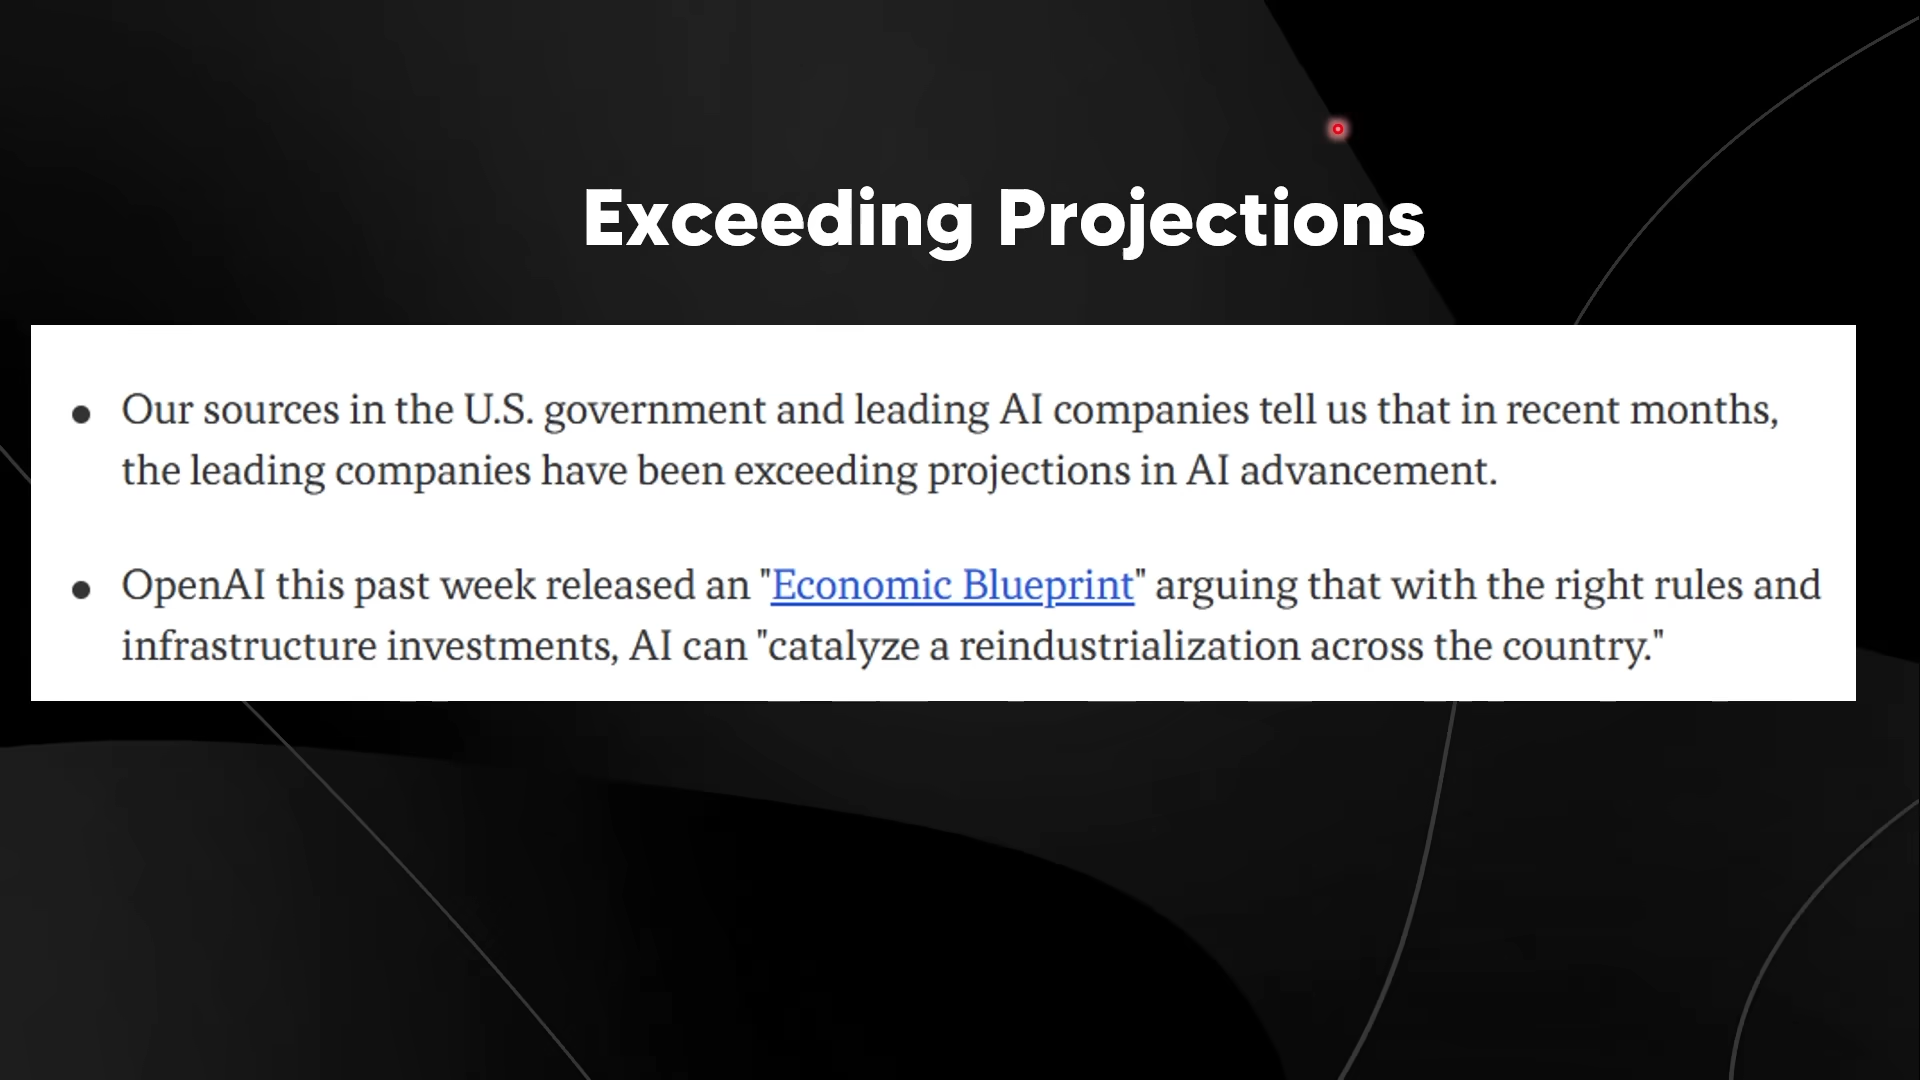 Exceeding Projections
● Our sources in the U.S. government and leading AI companies tell us that in recent months,
the leading companies have been exceeding projections in AI advancement.
● OpenAI this past week released an "Economic Blueprint" arguing that with the right rules and
infrastructure investments, AI can "catalyze a reindustrialization across the country."